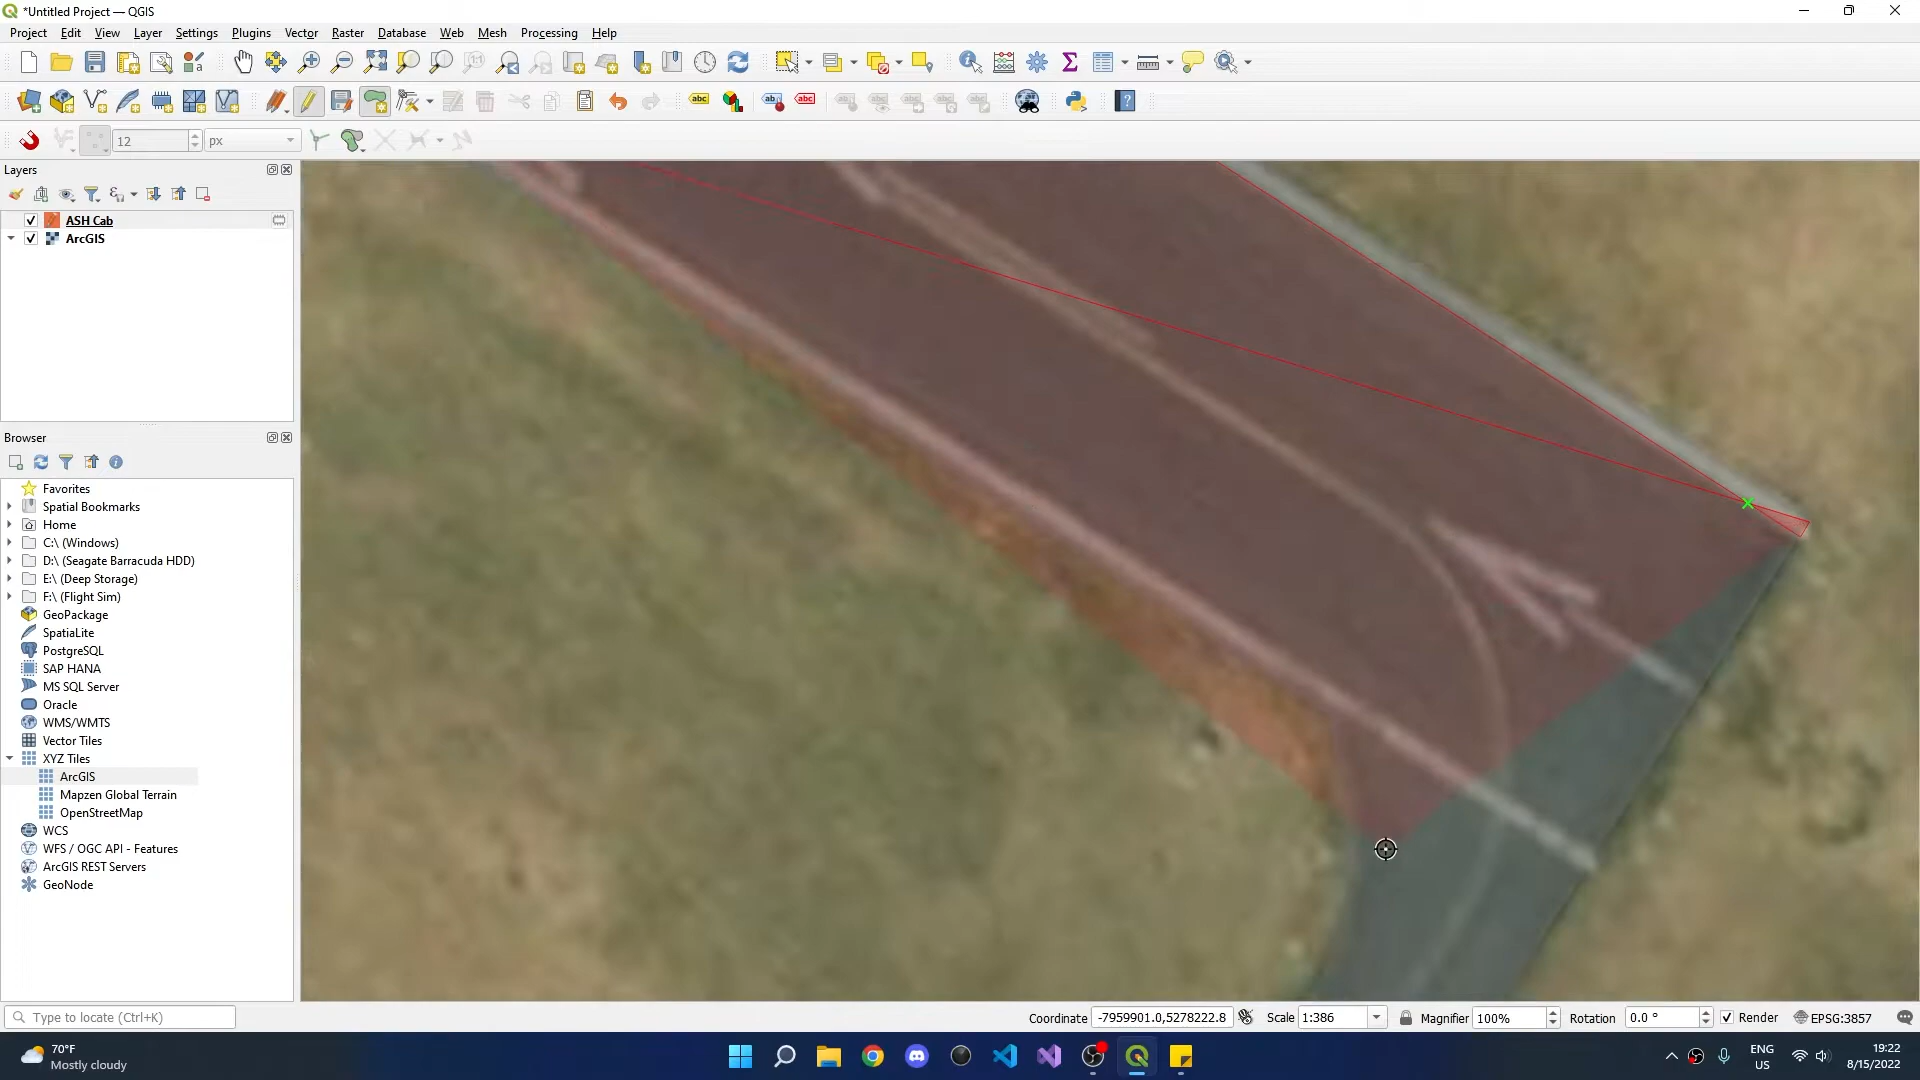 *Untitled Project — QGIS
Project Edit View Layer Settings Plugins Vector Raster Database Web Mesh Processing Help
abc abc abc abc
12 px
Layers
ASH Cab
ArcGIS
Browser
Favorites
Spatial Bookmarks
Home
C:\ (Windows)
D:\ (Seagate Barracuda HDD)
E:\ (Deep Storage)
F:\ (Flight Sim)
GeoPackage
SpatiaLite
PostgreSQL
SAP HANA
MS SQL Server
Oracle
WMS/WMTS
Vector Tiles
XYZ Tiles
ArcGIS
Mapzen Global Terrain
OpenStreetMap
WCS
WFS / OGC API - Features
ArcGIS REST Servers
GeoNode
Type to locate (Ctrl+K) Coordinate -7959901.0,5278222.8 Scale 1:386 Magnifier 100% Rotation 0.0 ° Render EPSG:3857
70°F
Mostly cloudy
ENG
US
19:22
8/15/2022